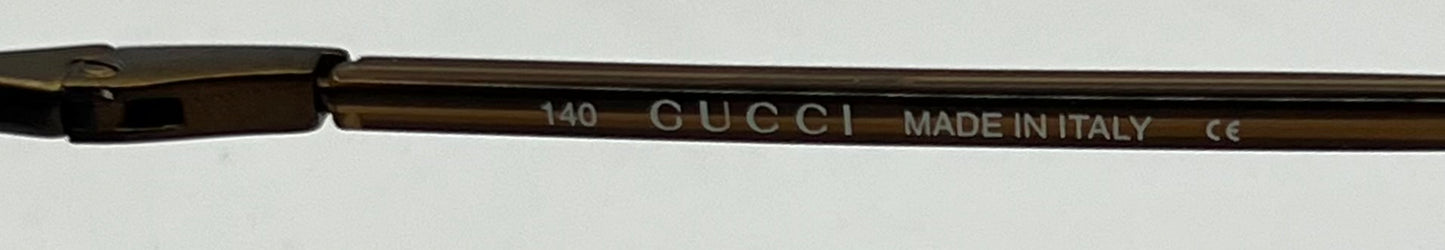 140 GUCCI MADE IN ITALY CE